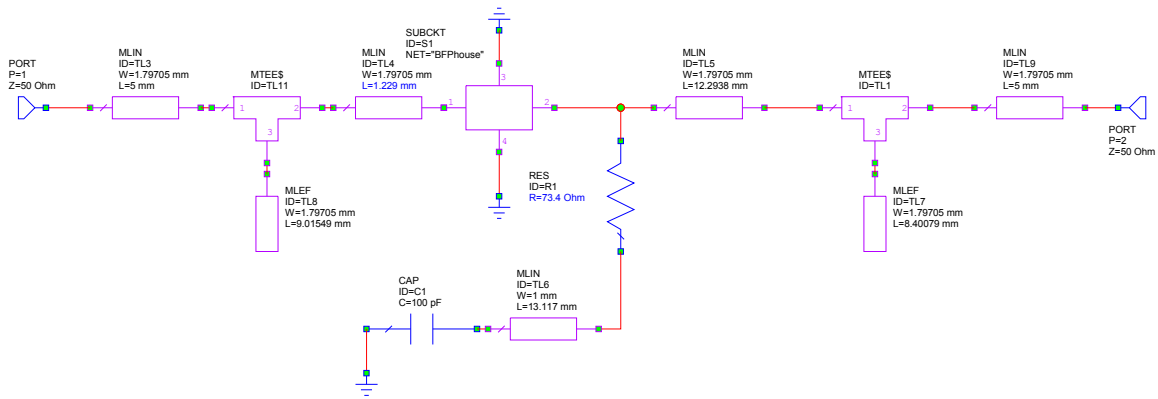 PORT
P=1
Z=50 Ohm
MLIN
ID=TL3
W=1.79705 mm
L=5 mm
MTEE$
ID=TL11
1
2
3
MLEF
ID=TL8
W=1.79705 mm
L=9.01549 mm
MLIN
ID=TL4
W=1.79705 mm
L=1.229 mm
SUBCKT
ID=S1
NET="BFPhouse"
1
2
3
4
RES
ID=R1
R=73.4 Ohm
CAP
ID=C1
C=100 pF
MLIN
ID=TL6
W=1 mm
L=13.117 mm
MLIN
ID=TL5
W=1.79705 mm
L=12.2938 mm
MTEE$
ID=TL1
1
2
3
MLEF
ID=TL7
W=1.79705 mm
L=8.40079 mm
MLIN
ID=TL9
W=1.79705 mm
L=5 mm
PORT
P=2
Z=50 Ohm